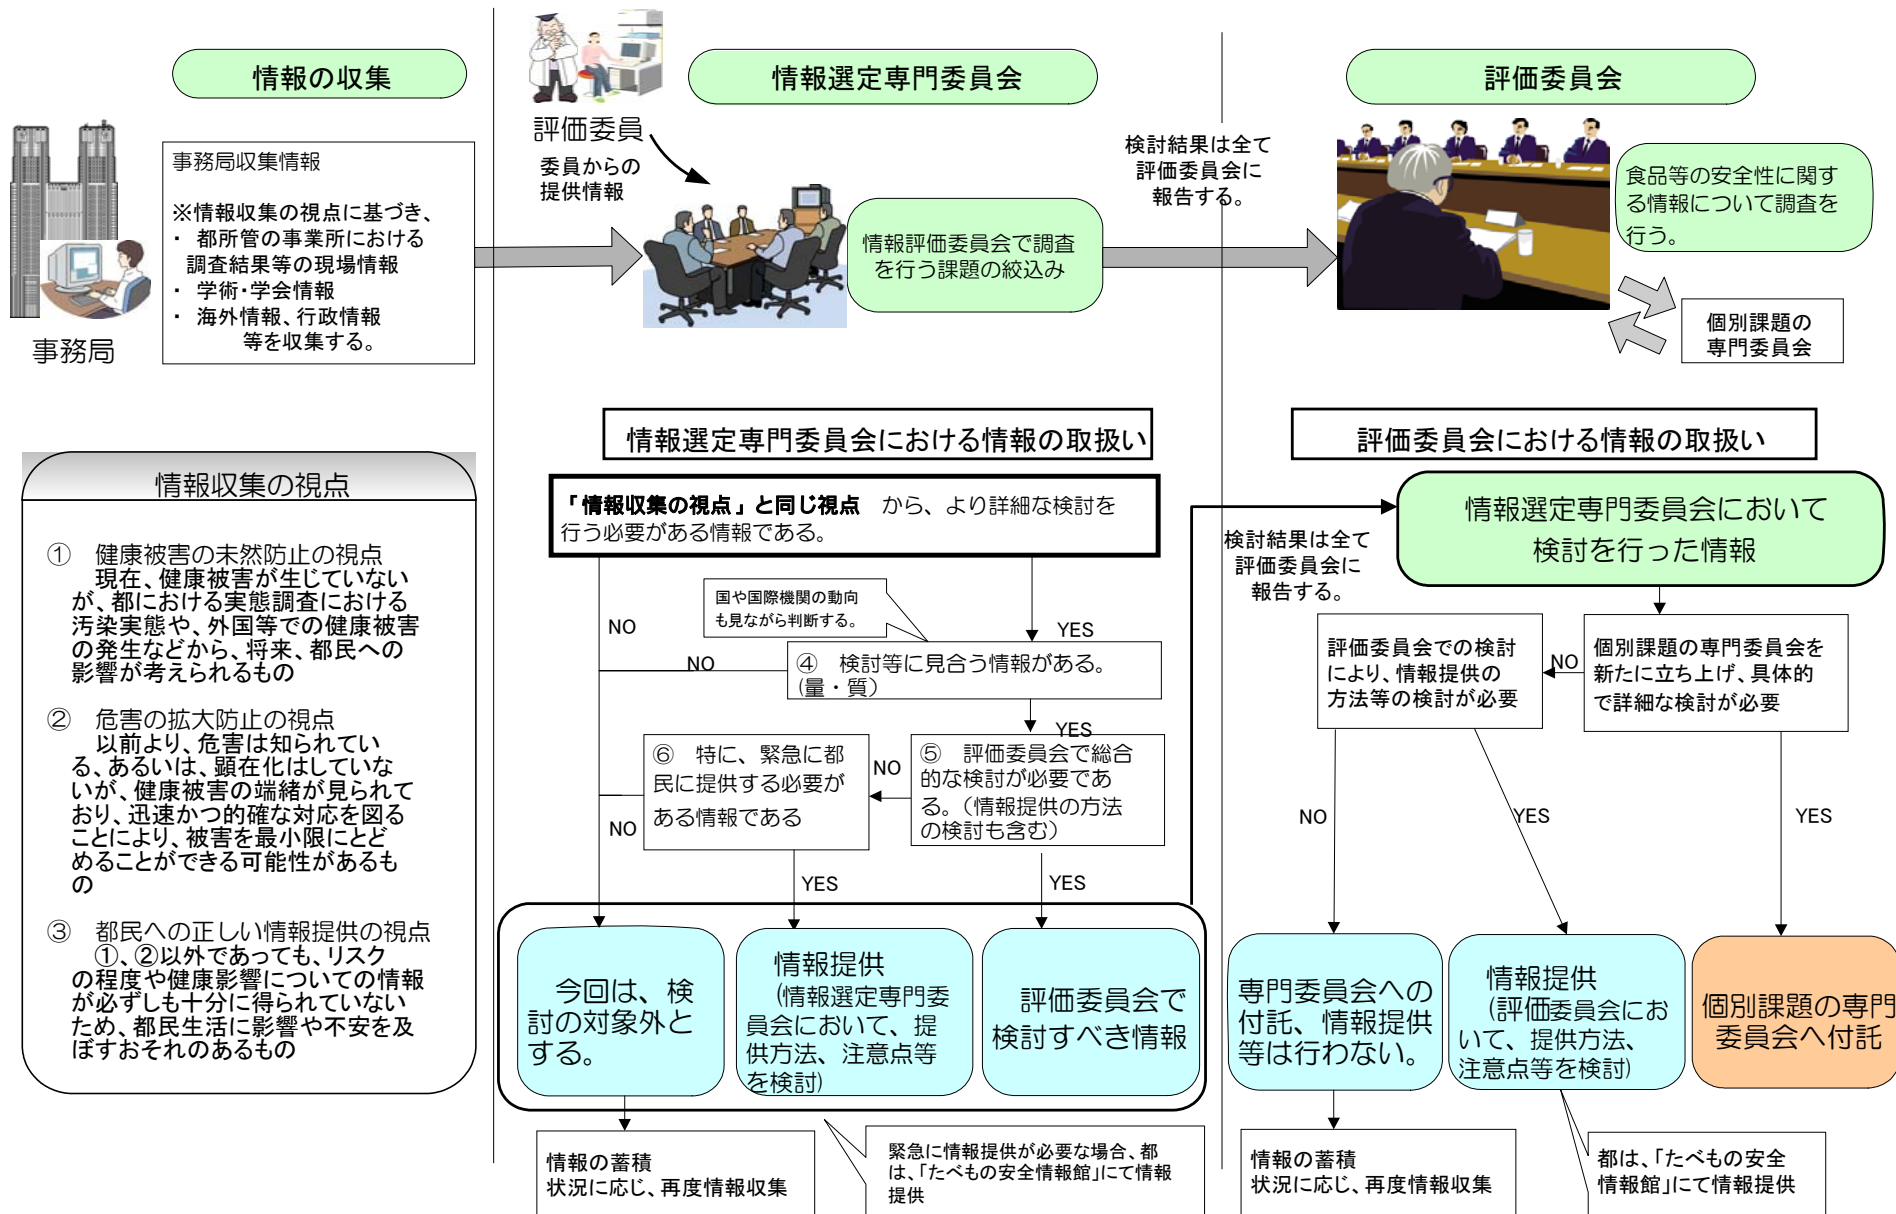 情報の収集
事務局収集情報
※情報収集の視点に基づき、
・ 都所管の事業所における
調査結果等の現場情報
・ 学術・学会情報
・ 海外情報、行政情報
等を収集する。
事務局
情報収集の視点
① 健康被害の未然防止の視点
現在、健康被害が生じていない
が、都における実態調査における
汚染実態や、外国等での健康被害
の発生などから、将来、都民への
影響が考えられるもの
② 危害の拡大防止の視点
以前より、危害は知られてい
る、あるいは、顕在化はしていな
いが、健康被害の端緒が見られて
おり、迅速かつ的確な対応を図る
ことにより、被害を最小限にとど
めることができる可能性があるも
の
③ 都民への正しい情報提供の視点
①、②以外であっても、リスク
の程度や健康影響についての情報
が必ずしも十分に得られていない
ため、都民生活に影響や不安を及
ぼすおそれのあるもの
情報選定専門委員会
評価委員
委員からの
提供情報
情報評価委員会で調査
を行う課題の絞込み
検討結果は全て
評価委員会に
報告する。
評価委員会
食品等の安全性に関す
る情報について調査を
行う。
個別課題の
専門委員会
情報選定専門委員会における情報の取扱い
「情報収集の視点」と同じ視点 から、より詳細な検討を
行う必要がある情報である。
国や国際機関の動向
も見ながら判断する。
NO
YES
NO
④ 検討等に見合う情報がある。
(量・質)
YES
⑥ 特に、緊急に都
民に提供する必要が
ある情報である
NO
⑤ 評価委員会で総合
的な検討が必要であ
る。(情報提供の方法
の検討も含む)
NO
YES
YES
今回は、検
討の対象外と
する。
情報提供
(情報選定専門委
員会において、提
供方法、注意点等
を検討)
評価委員会で
検討すべき情報
情報の蓄積
状況に応じ、再度情報収集
緊急に情報提供が必要な場合、都
は、「たべもの安全情報館」にて情報
提供
評価委員会における情報の取扱い
検討結果は全て
評価委員会に
報告する。
情報選定専門委員会において
検討を行った情報
評価委員会での検討
により、情報提供の
方法等の検討が必要
NO
個別課題の専門委員会を
新たに立ち上げ、具体的
で詳細な検討が必要
NO
YES
YES
専門委員会への
付託、情報提供
等は行わない。
情報提供
(評価委員会にお
いて、提供方法、
注意点等を検討)
個別課題の専門
委員会へ付託
情報の蓄積
状況に応じ、再度情報収集
都は、「たべもの安全
情報館」にて情報提供